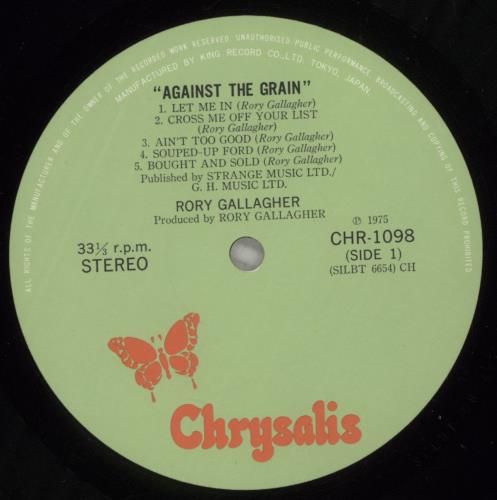 ALL RIGHTS OF THE MANUFACTURER AND OF THE OWNER OF THE RECORDED WORK RESERVED. UNAUTHORISED PUBLIC PERFORMANCE, BROADCASTING AND COPYING OF THIS RECORD PROHIBITED
MANUFACTURED BY KING RECORD CO., LTD. TOKYO, JAPAN.
"AGAINST THE GRAIN"
1. LET ME IN (Rory Gallagher)
2. CROSS ME OFF YOUR LIST
(Rory Gallagher)
3. AIN'T TOO GOOD (Rory Gallagher)
4. SOUPED-UP FORD (Rory Gallagher)
5. BOUGHT AND SOLD (Rory Gallagher)
Published by STRANGE MUSIC LTD./
G. H. MUSIC LTD.
RORY GALLAGHER
Produced by RORY GALLAGHER
33⅓ r.p.m.
STEREO
℗ 1975
CHR-1098
(SIDE 1)
(SILBT 6654) CH
Chrysalis